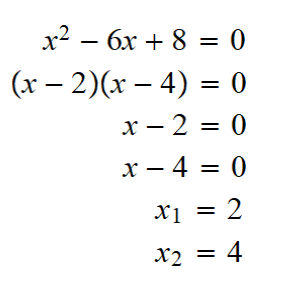 x² − 6x + 8 = 0
(x − 2)(x − 4) = 0
x − 2 = 0
x − 4 = 0
x₁ = 2
x₂ = 4